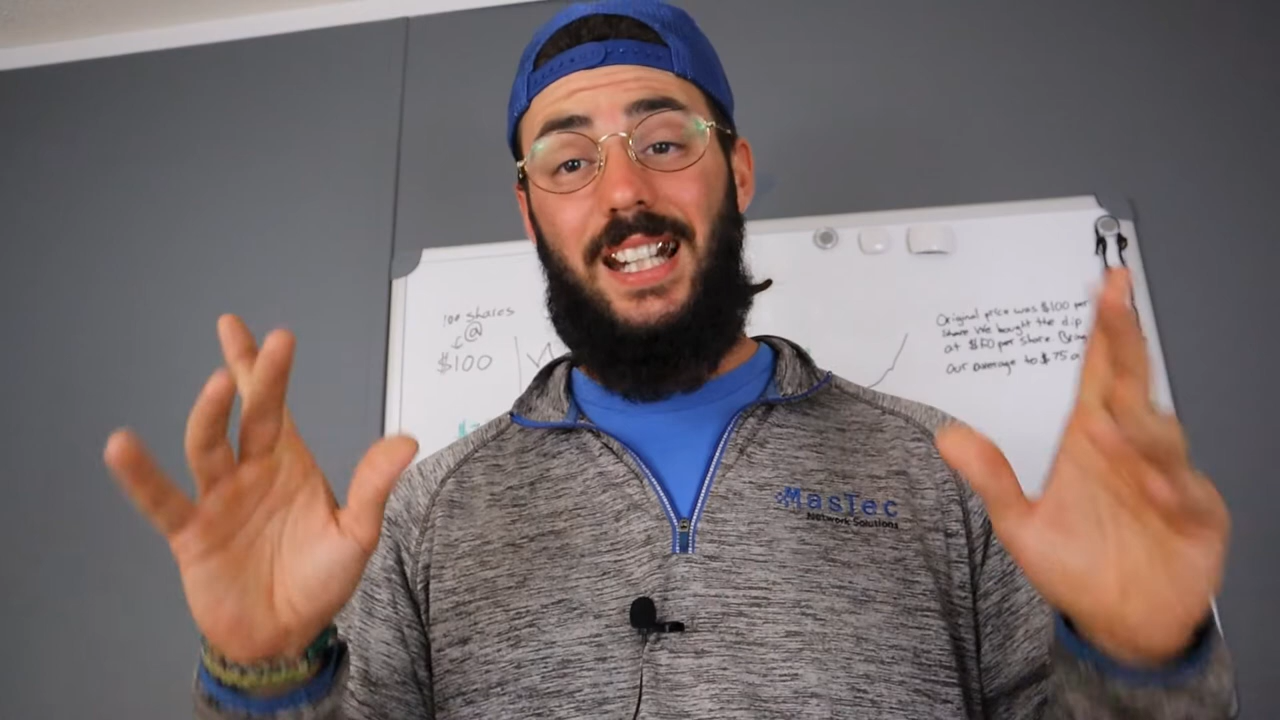 100 shares
@
$100
Original price was $100 per
share we bought the dip
at $50 per share. Bring
our average to $75 a
MasTec
Network Solutions